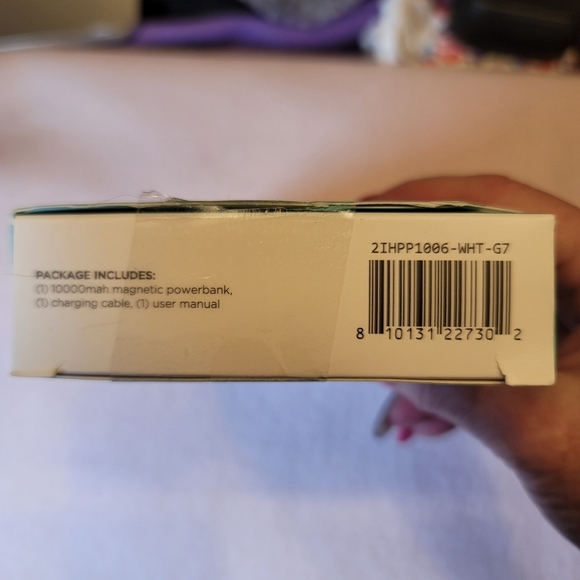 PACKAGE INCLUDES:
(1) 10000mah magnetic powerbank,
(1) charging cable, (1) user manual
2IHPP1006-WHT-G7
8 10131 22730 2